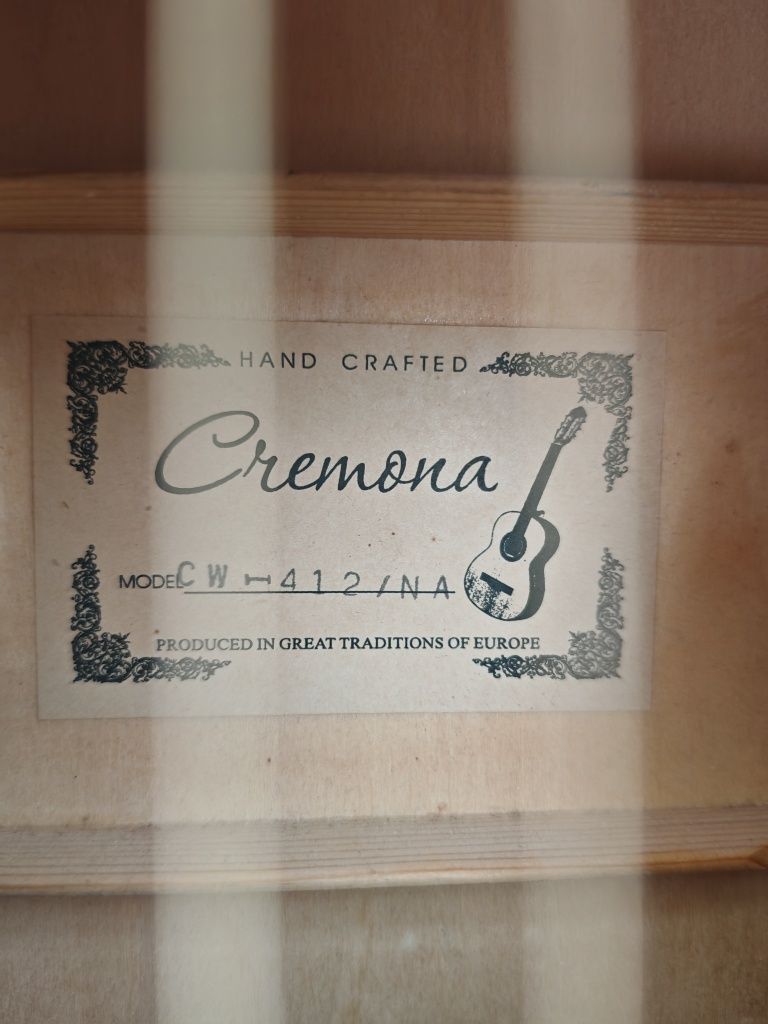 HAND CRAFTED
Cremona
MODEL CW-412/NA
PRODUCED IN GREAT TRADITIONS OF EUROPE